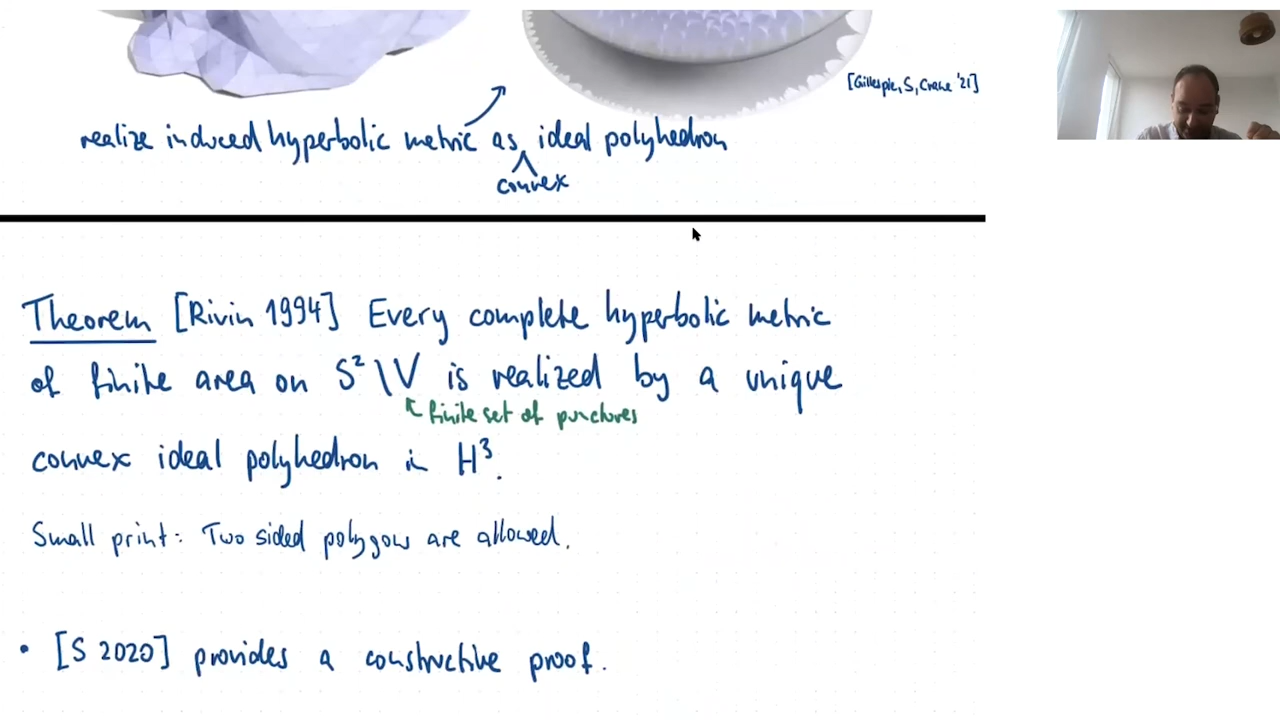 [Gillespie, S, Crane '21]
realize induced hyperbolic metric as ideal polyhedron
convex
Theorem [Rivin 1994] Every complete hyperbolic metric
of finite area on S² \ V is realized by a unique
finite set of punctures
convex ideal polyhedron in H³.
Small print: Two sided polygons are allowed.
• [S 2020] provides a constructive proof.